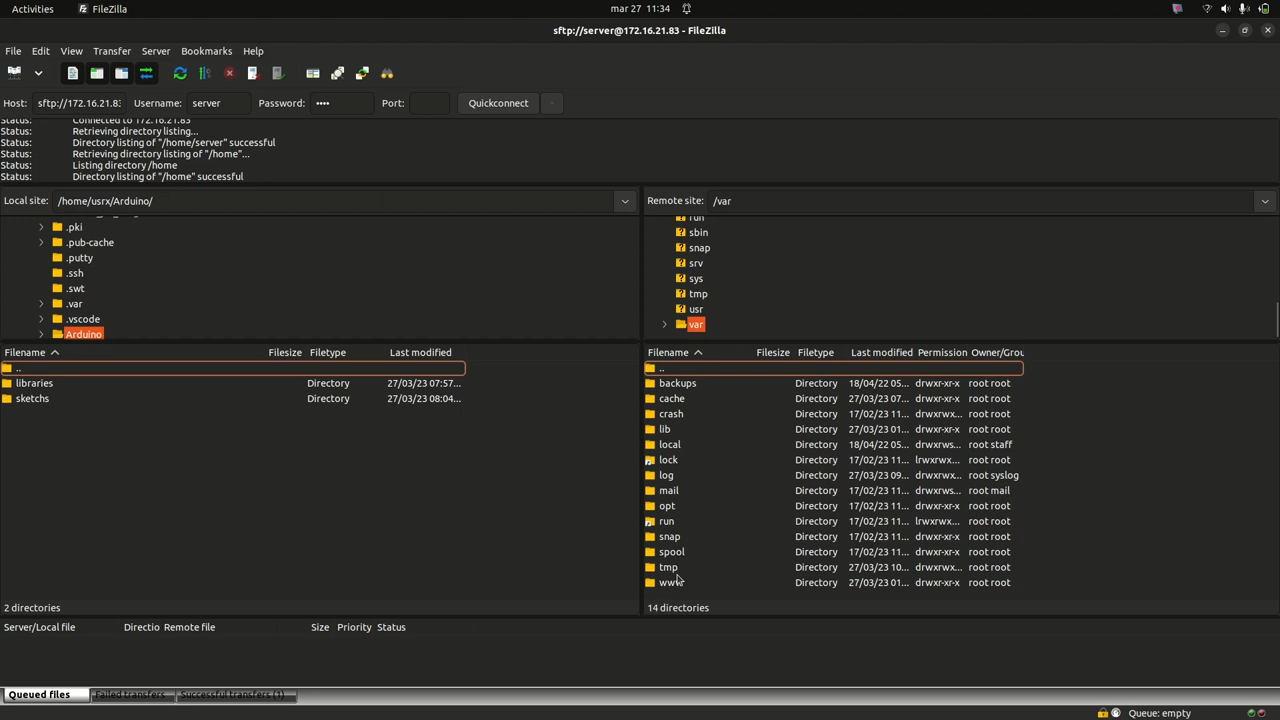 Activities FileZilla mar 27 11:34
sftp://server@172.16.21.83 - FileZilla
File Edit View Transfer Server Bookmarks Help
Host: sftp://172.16.21.8 Username: server Password: •••• Port: Quickconnect
Status: Connected to 172.16.21.83
Status: Retrieving directory listing...
Status: Directory listing of "/home/server" successful
Status: Retrieving directory listing of "/home"...
Status: Listing directory /home
Status: Directory listing of "/home" successful
Local site: /home/usrx/Arduino/
.pki
.pub-cache
.putty
.ssh
.swt
.var
.vscode
Arduino
Filename Filesize Filetype Last modified
..
libraries Directory 27/03/23 07:57...
sketchs Directory 27/03/23 08:04...
2 directories
Remote site: /var
run
sbin
snap
srv
sys
tmp
usr
var
Filename Filesize Filetype Last modified Permission Owner/Grou
..
backups Directory 18/04/22 05... drwxr-xr-x root root
cache Directory 27/03/23 07... drwxr-xr-x root root
crash Directory 17/02/23 11... drwxrwx... root root
lib Directory 27/03/23 01... drwxr-xr-x root root
local Directory 18/04/22 05... drwxrws... root staff
lock Directory 17/02/23 11... lrwxrwx... root root
log Directory 27/03/23 09... drwxrwx... root syslog
mail Directory 17/02/23 11... drwxrws... root mail
opt Directory 17/02/23 11... drwxr-xr-x root root
run Directory 17/02/23 11... lrwxrwx... root root
snap Directory 17/02/23 11... drwxr-xr-x root root
spool Directory 17/02/23 11... drwxr-xr-x root root
tmp Directory 27/03/23 10... drwxrwx... root root
www Directory 27/03/23 01... drwxr-xr-x root root
14 directories
Server/Local file Directio Remote file Size Priority Status
Queued files Failed transfers Successful transfers (1)
Queue: empty